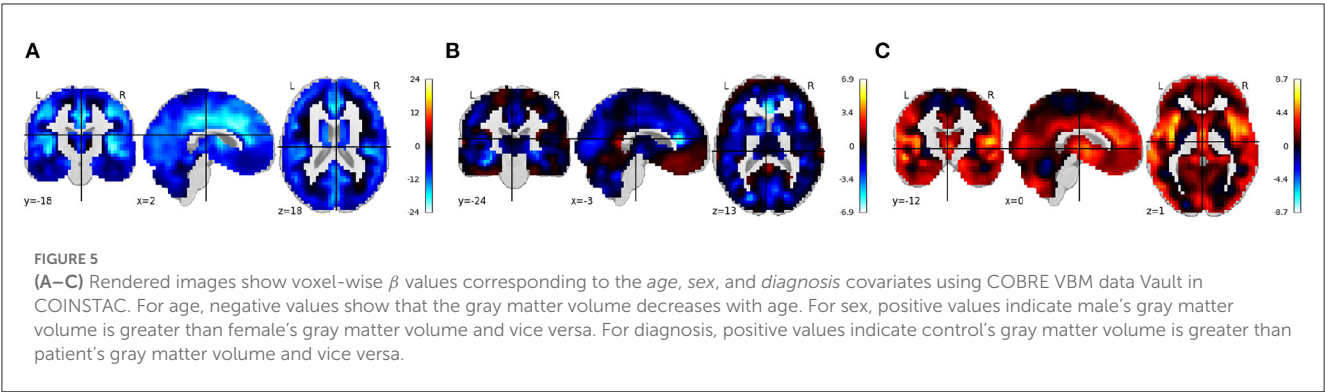 A
B
C
L R
L R
24
12
0
-12
24
y=-18
x=2
z=18
L R
L R
6.9
3.4
0
-3.4
-6.9
y=-24
x=-3
z=13
L R
L R
8.7
4.4
0
-4.4
-8.7
y=-12
x=0
z=1
FIGURE 5
(A–C) Rendered images show voxel-wise β values corresponding to the age, sex, and diagnosis covariates using COBRE VBM data Vault in
COINSTAC. For age, negative values show that the gray matter volume decreases with age. For sex, positive values indicate male's gray matter
volume is greater than female's gray matter volume and vice versa. For diagnosis, positive values indicate control's gray matter volume is greater than
patient's gray matter volume and vice versa.